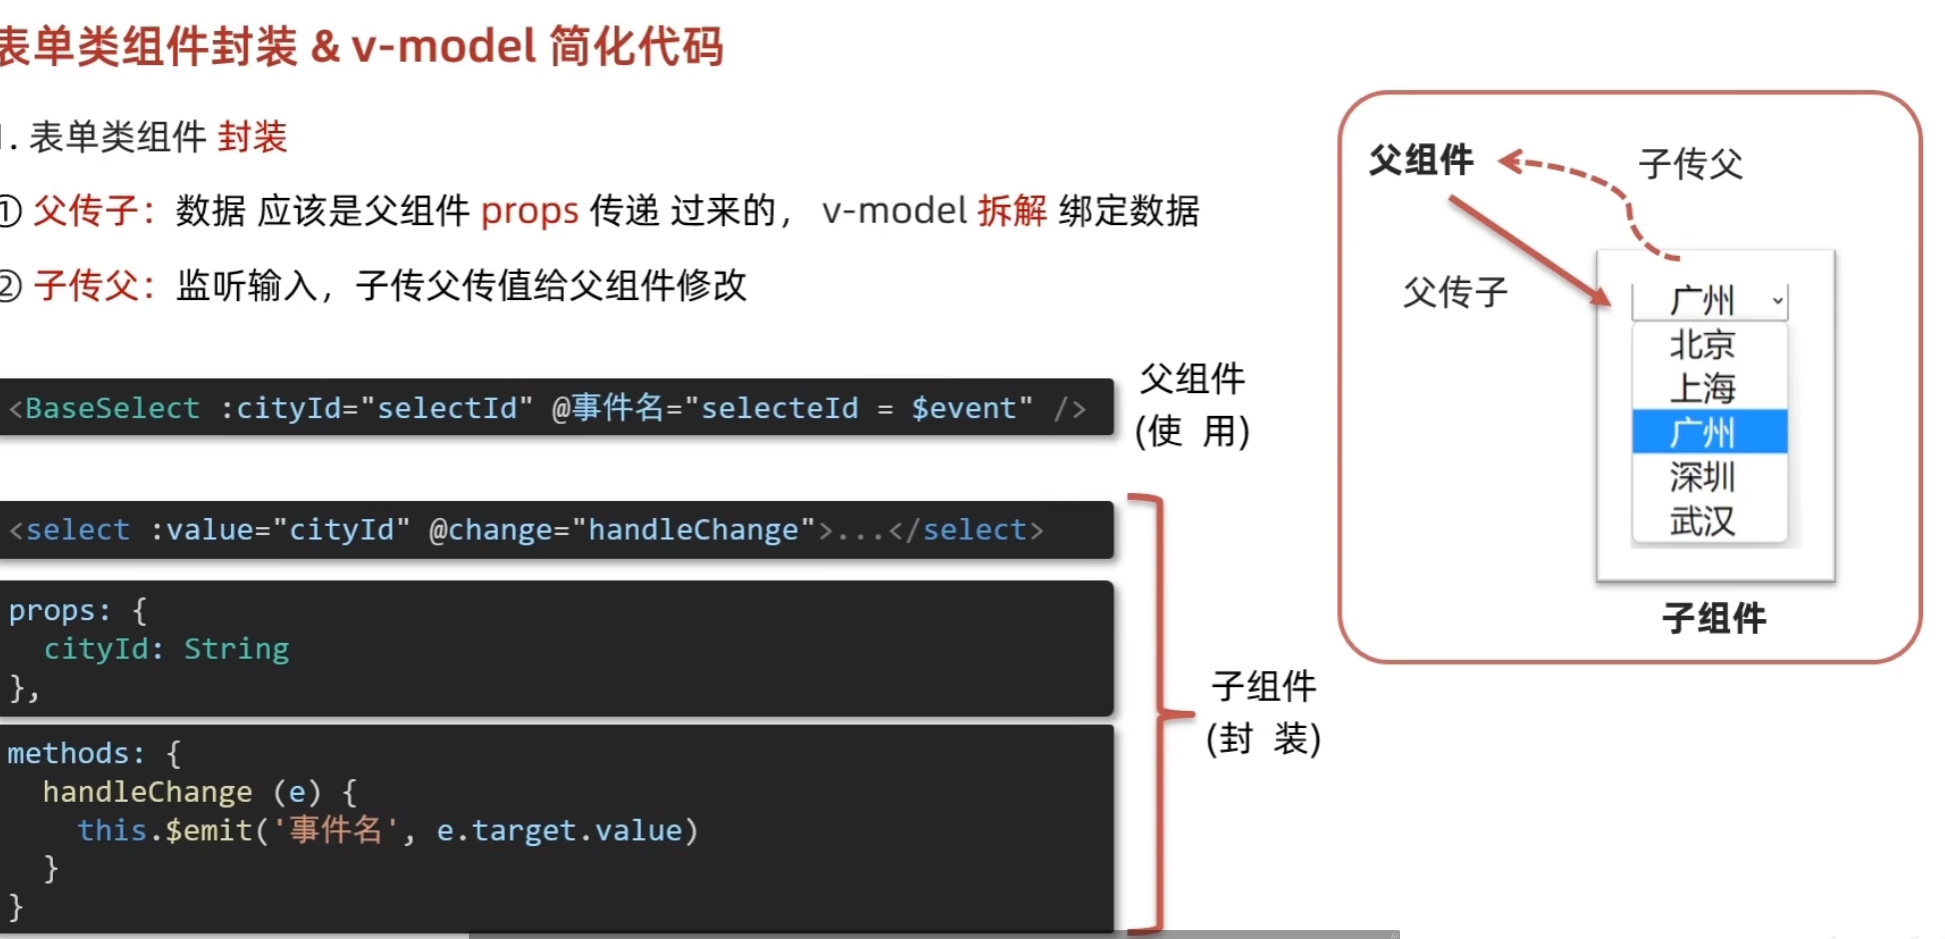 表单类组件封装 & v-model 简化代码
1. 表单类组件 封装
① 父传子：数据 应该是父组件 props 传递 过来的， v-model 拆解 绑定数据
② 子传父：监听输入，子传父传值给父组件修改
<BaseSelect :cityId="selectId" @事件名="selecteId = $event" />
父组件
(使 用)
<select :value="cityId" @change="handleChange">...</select>
props: {
cityId: String
},
methods: {
handleChange (e) {
this.$emit('事件名', e.target.value)
}
}
子组件
(封 装)
父组件
子传父
父传子
广州
北京
上海
广州
深圳
武汉
子组件